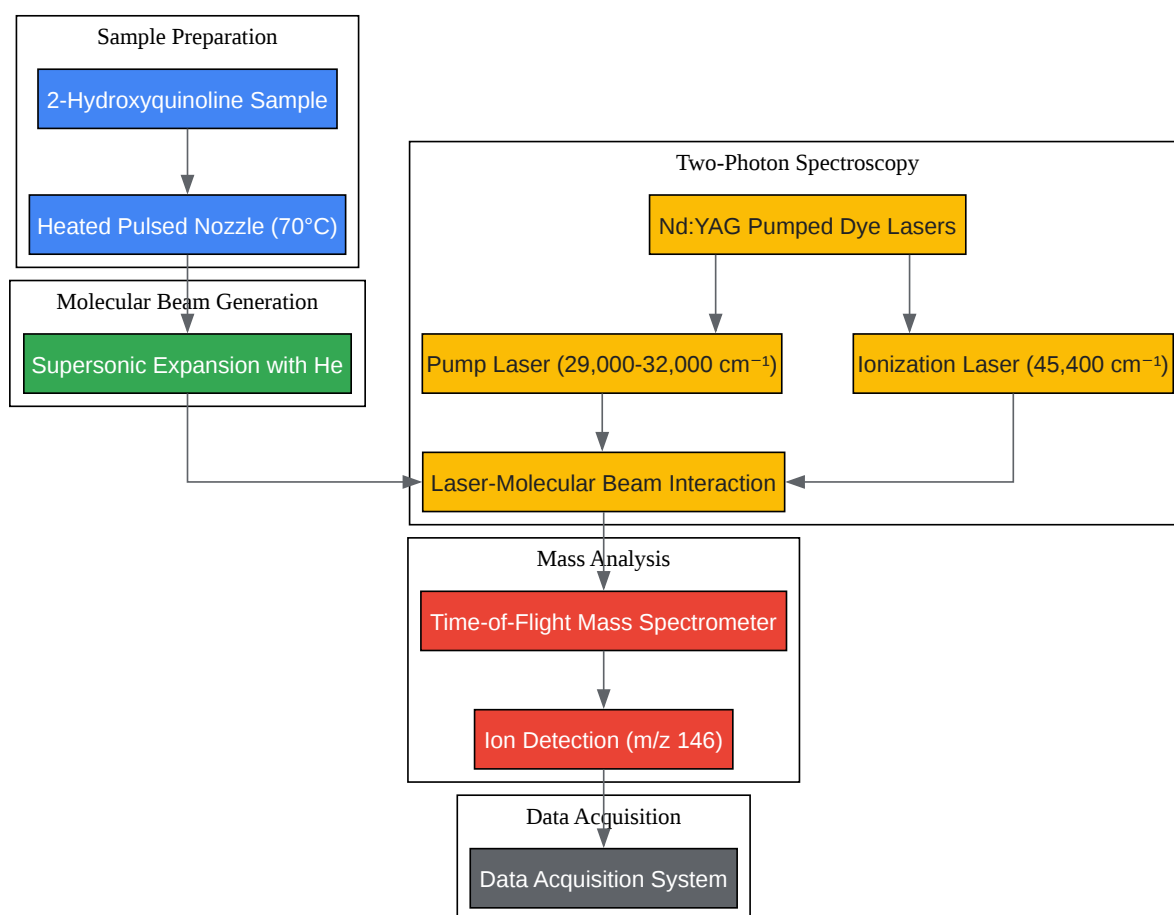 Sample Preparation
2-Hydroxyquinoline Sample
Heated Pulsed Nozzle (70°C)
Molecular Beam Generation
Supersonic Expansion with He
Two-Photon Spectroscopy
Nd:YAG Pumped Dye Lasers
Pump Laser (29,000-32,000 cm⁻¹)
Ionization Laser (45,400 cm⁻¹)
Laser-Molecular Beam Interaction
Mass Analysis
Time-of-Flight Mass Spectrometer
Ion Detection (m/z 146)
Data Acquisition
Data Acquisition System